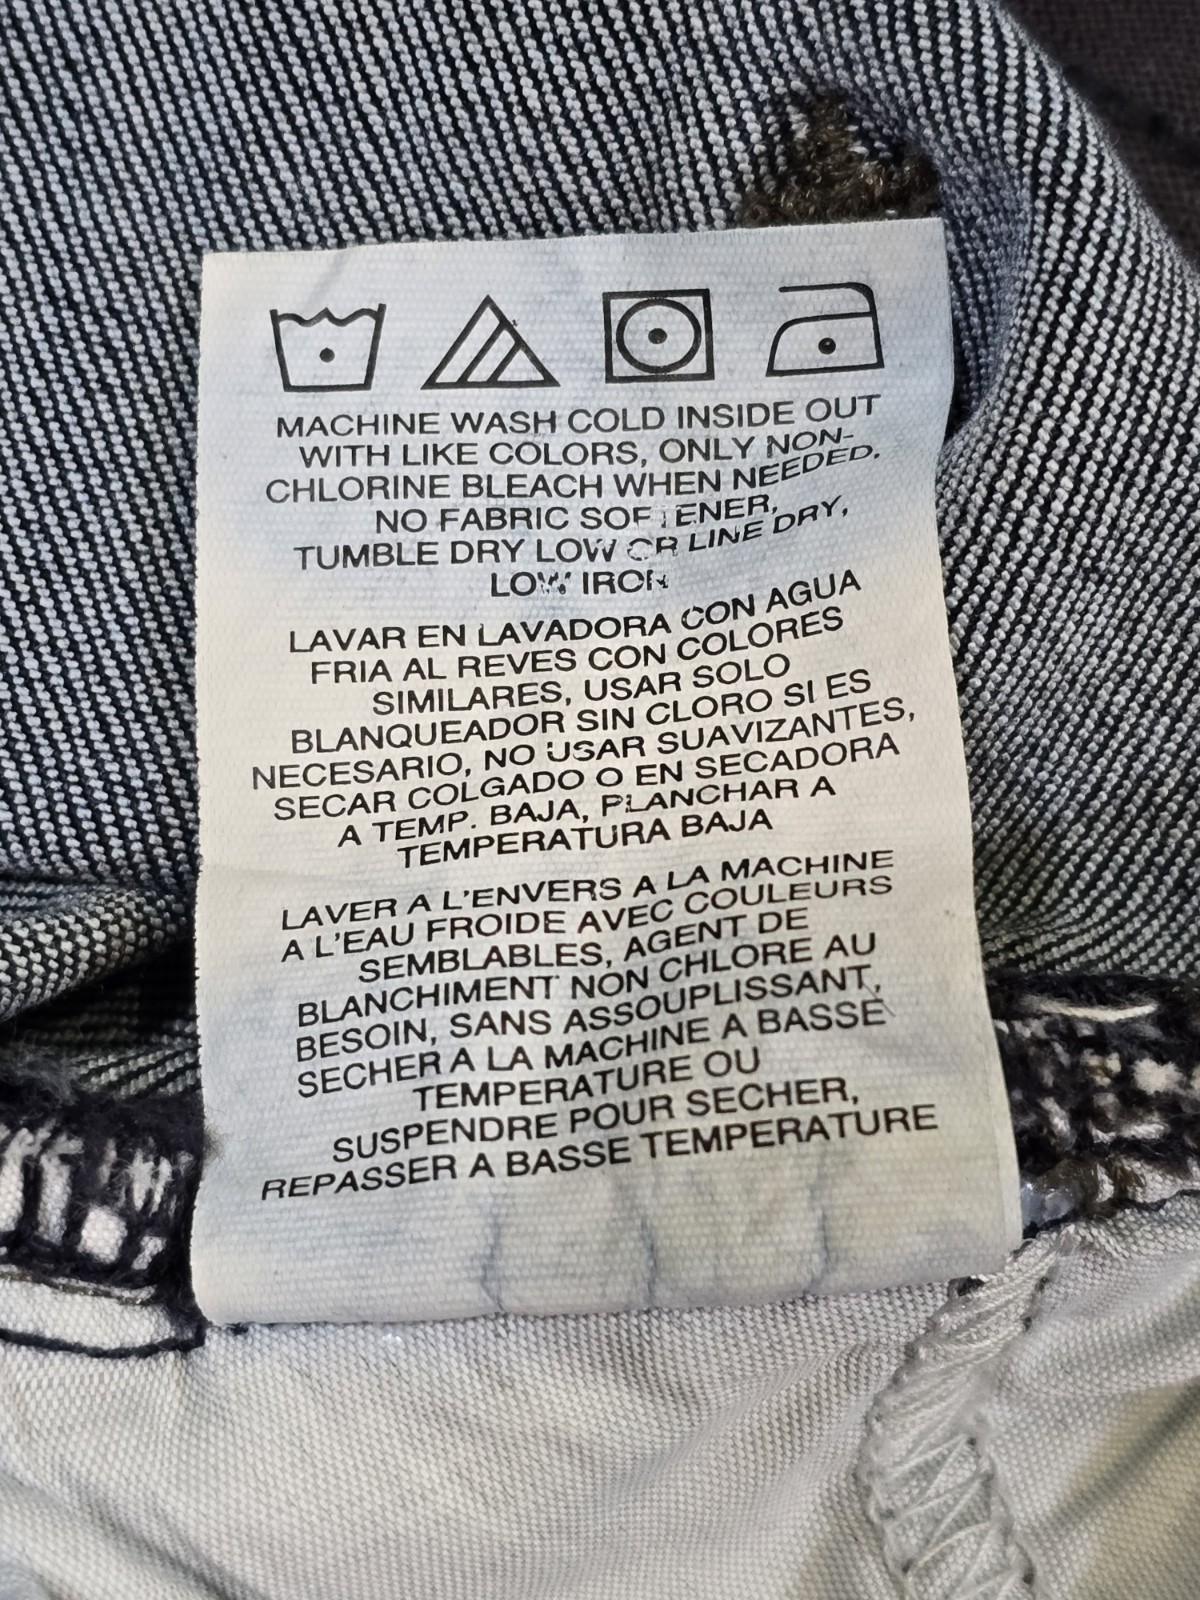 MACHINE WASH COLD INSIDE OUT
WITH LIKE COLORS, ONLY NON-
CHLORINE BLEACH WHEN NEEDED.
NO FABRIC SOFTENER,
TUMBLE DRY LOW OR LINE DRY,
LOW IRON
LAVAR EN LAVADORA CON AGUA
FRIA AL REVES CON COLORES
SIMILARES, USAR SOLO
BLANQUEADOR SIN CLORO SI ES
NECESARIO, NO USAR SUAVIZANTES,
SECAR COLGADO O EN SECADORA
A TEMP. BAJA, PLANCHAR A
TEMPERATURA BAJA
LAVER A L'ENVERS A LA MACHINE
A L'EAU FROIDE AVEC COULEURS
SEMBLABLES, AGENT DE
BLANCHIMENT NON CHLORE AU
BESOIN, SANS ASSOUPLISSANT,
SECHER A LA MACHINE A BASSE
TEMPERATURE OU
SUSPENDRE POUR SECHER,
REPASSER A BASSE TEMPERATURE